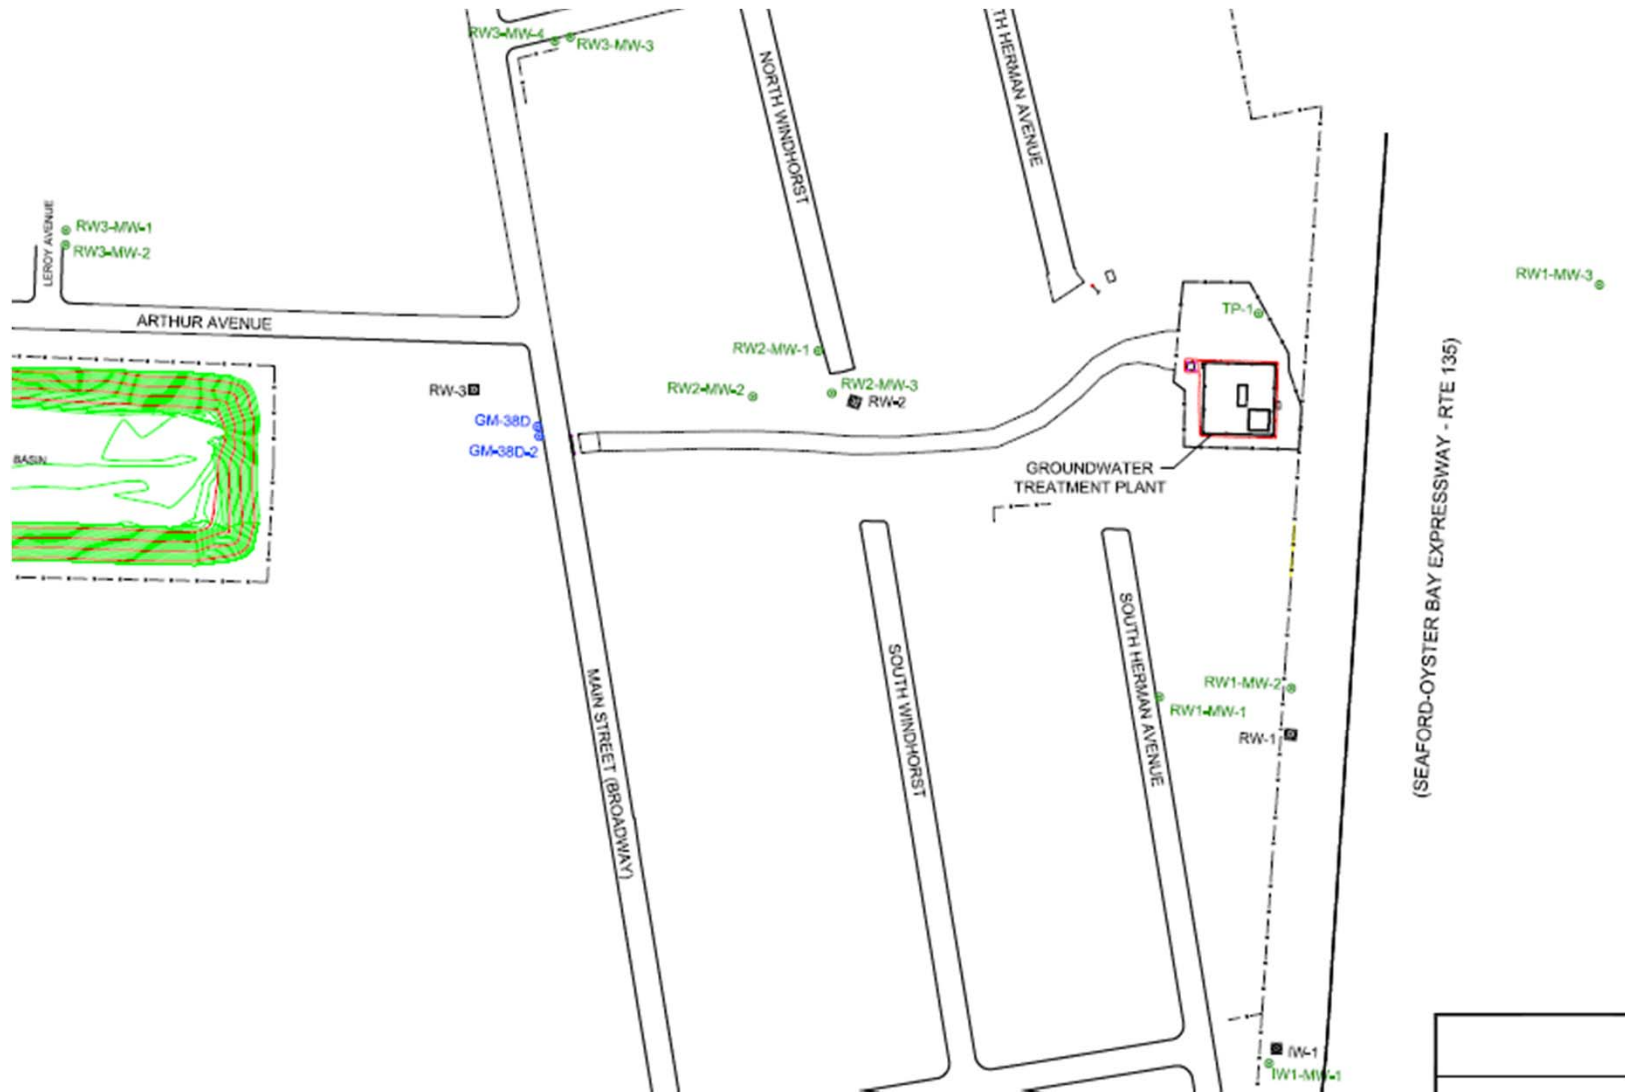 RW3-MW-4
RW3-MW-3
NORTH WINDHORST
TH HERMAN AVENUE
LEROY AVENUE
RW3-MW-1
RW3-MW-2
ARTHUR AVENUE
RW1-MW-3
TP-1
RW2-MW-1
RW-3
RW2-MW-2
RW2-MW-3
RW-2
GM-38D
GM-38D-2
BASIN
GROUNDWATER
TREATMENT PLANT
(SEAFORD-OYSTER BAY EXPRESSWAY - RTE 135)
SOUTH WINDHORST
SOUTH HERMAN AVENUE
MAIN STREET (BROADWAY)
RW1-MW-2
RW1-MW-1
RW-1
IW-1
IW1-MW-1